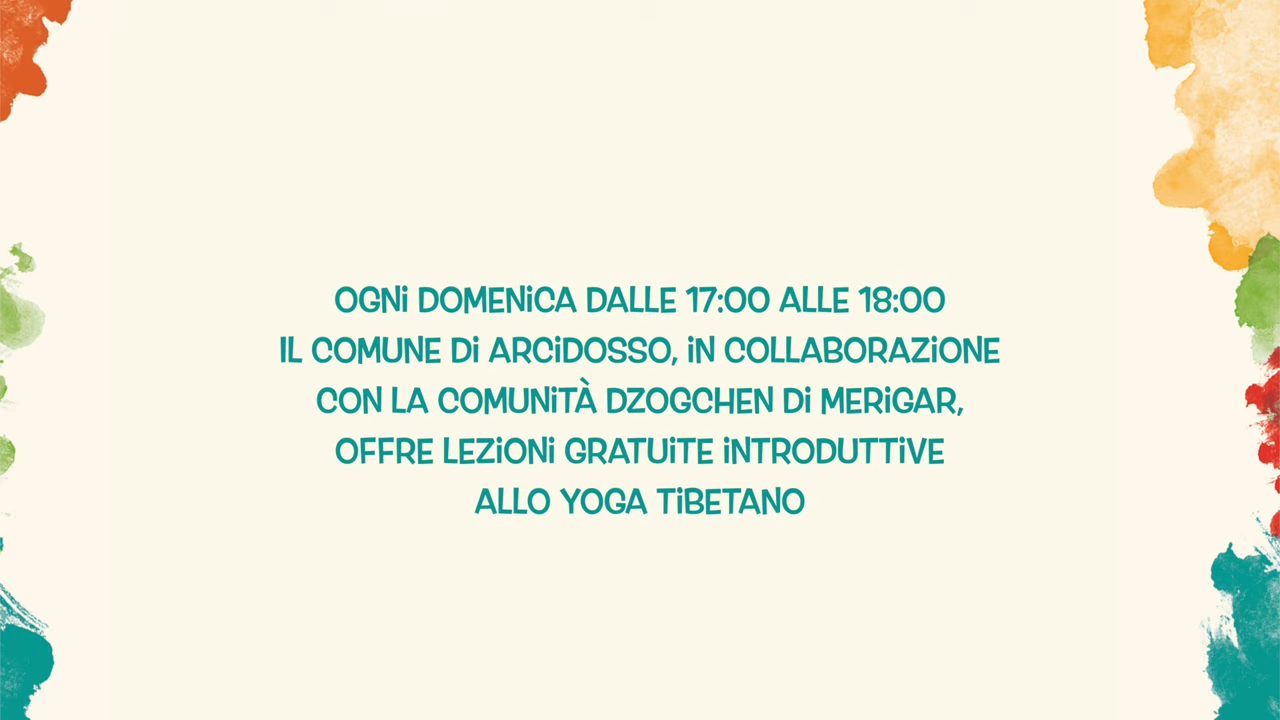 OGNI DOMENICA DALLE 17:00 ALLE 18:00
IL COMUNE DI ARCIDOSSO, IN COLLABORAZIONE
CON LA COMUNITÀ DZOGCHEN DI MERIGAR,
OFFRE LEZIONI GRATUITE INTRODUTTIVE
ALLO YOGA TIBETANO